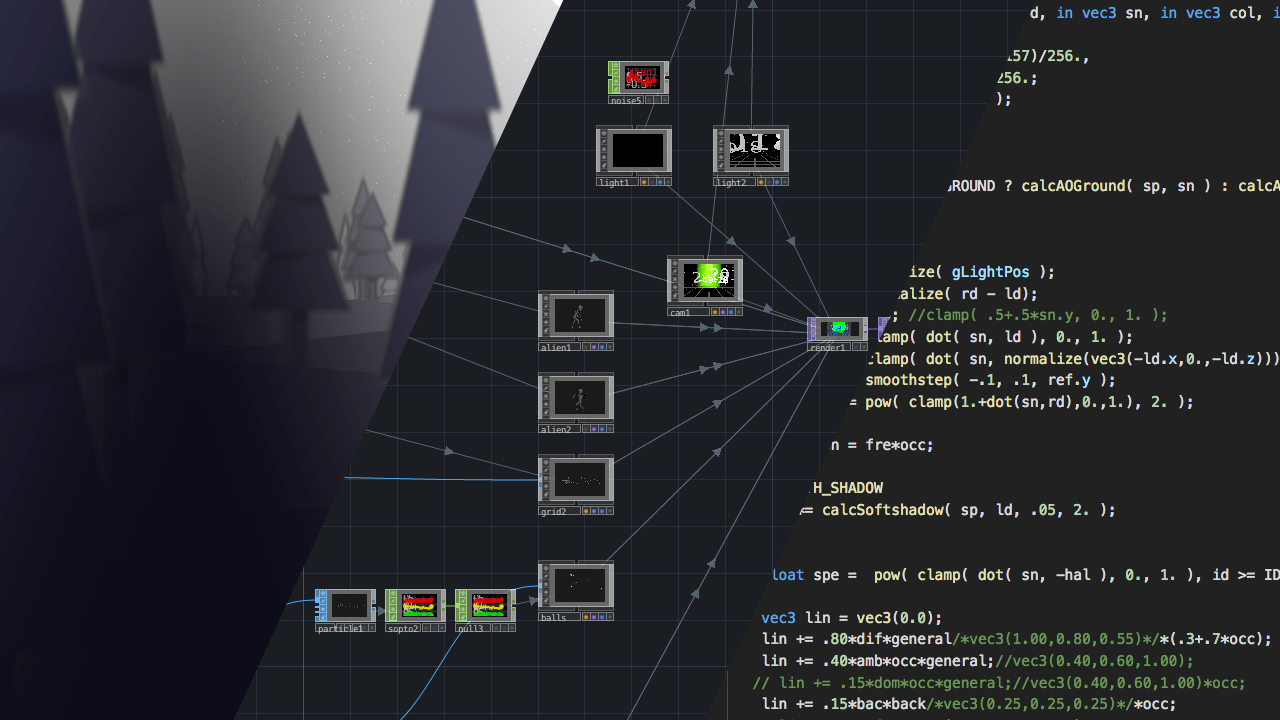 d, in vec3 sn, in vec3 col, i
.57)/256.,
256.;
);
noise5
light1
light2
ROUND ? calcAOGround( sp, sn ) : calcA
ize( gLightPos );
alize( rd - ld);
; //clamp( .5+.5*sn.y, 0., 1. );
cam1
lamp( dot( sn, ld ), 0., 1. );
alien1
render1
clamp( dot( sn, normalize(vec3(-ld.x,0.,-ld.z)))
smoothstep( -.1, .1, ref.y );
= pow( clamp(1.+dot(sn,rd),0.,1.), 2. );
alien2
n = fre*occ;
H_SHADOW
grid2
= calcSoftshadow( sp, ld, .05, 2. );
loat spe =  pow( clamp( dot( sn, -hal ), 0., 1. ), id >= ID
balls
vec3 lin = vec3(0.0);
particle1
sopto2
null3
lin += .80*dif*general/*vec3(1.00,0.80,0.55)*/*(.3+.7*occ);
lin += .40*amb*occ*general;//vec3(0.40,0.60,1.00);
// lin += .15*dom*occ*general;//vec3(0.40,0.60,1.00)*occ;
lin += .15*bac*back/*vec3(0.25,0.25,0.25)*/*occ;